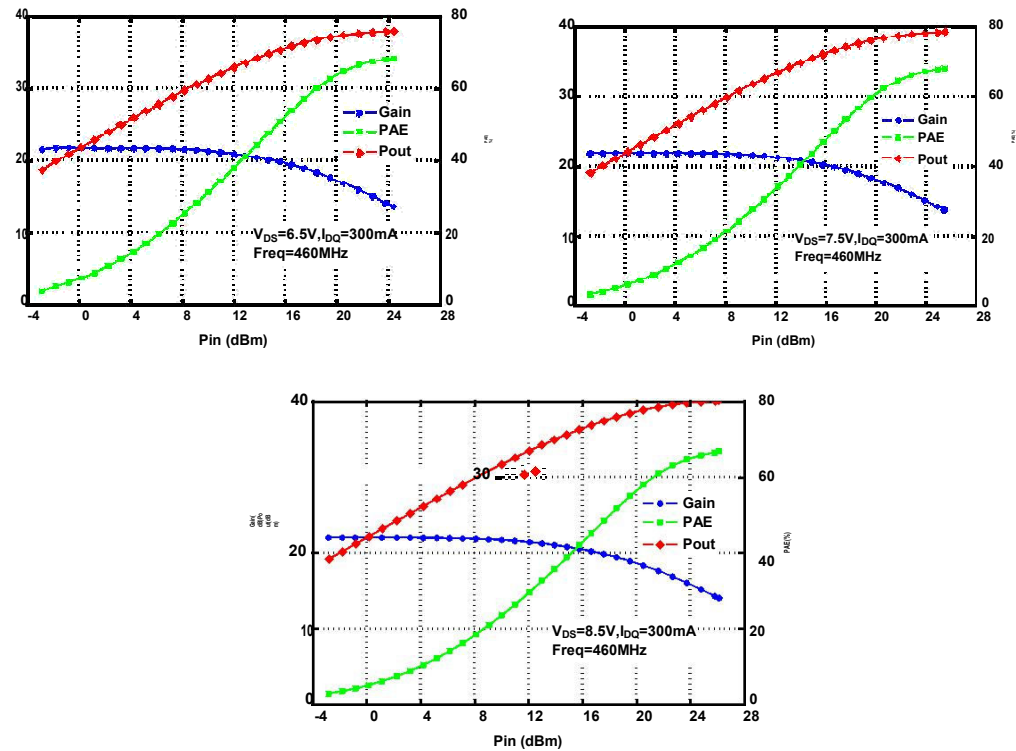 40
30
20
10
0
80
60
40
20
0
Gain
PAE
Pout
VDS=6.5V,IDQ=300mA
Freq=460MHz
-4 0 4 8 12 16 20 24 28
Pin (dBm)
40
30
20
10
0
80
60
40
20
0
PAE(%)
Gain
PAE
Pout
VDS=7.5V,IDQ=300mA
Freq=460MHz
-4 0 4 8 12 16 20 24 28
Pin (dBm)
40
30
20
10
0
80
60
40
20
0
PAE(%)
Gain
PAE
Pout
VDS=8.5V,IDQ=300mA
Freq=460MHz
-4 0 4 8 12 16 20 24 28
Pin (dBm)